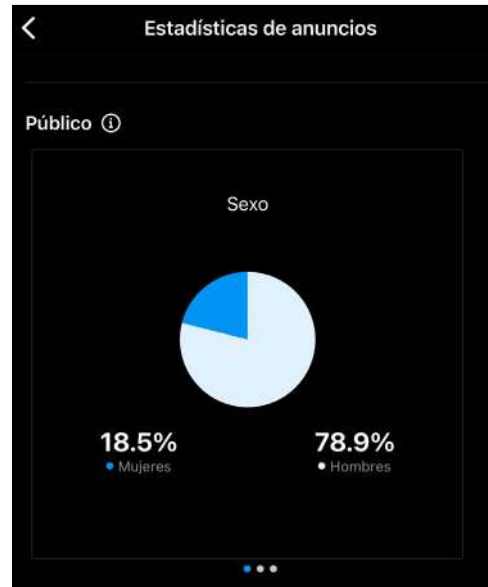 Estadísticas de anuncios
Público
Sexo
18.5% 78.9%
Mujeres Hombres